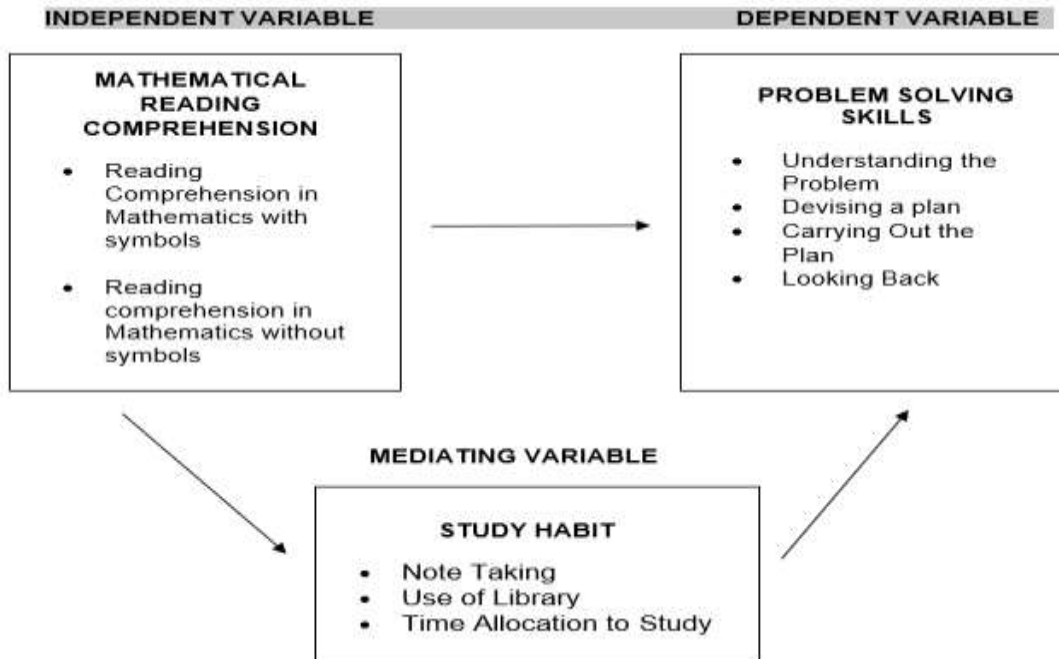 INDEPENDENT VARIABLE
DEPENDENT VARIABLE
MATHEMATICAL
READING
COMPREHENSION
• Reading
Comprehension in
Mathematics with
symbols
• Reading
comprehension in
Mathematics without
symbols
PROBLEM SOLVING
SKILLS
• Understanding the
Problem
• Devising a plan
• Carrying Out the
Plan
• Looking Back
MEDIATING VARIABLE
STUDY HABIT
• Note Taking
• Use of Library
• Time Allocation to Study